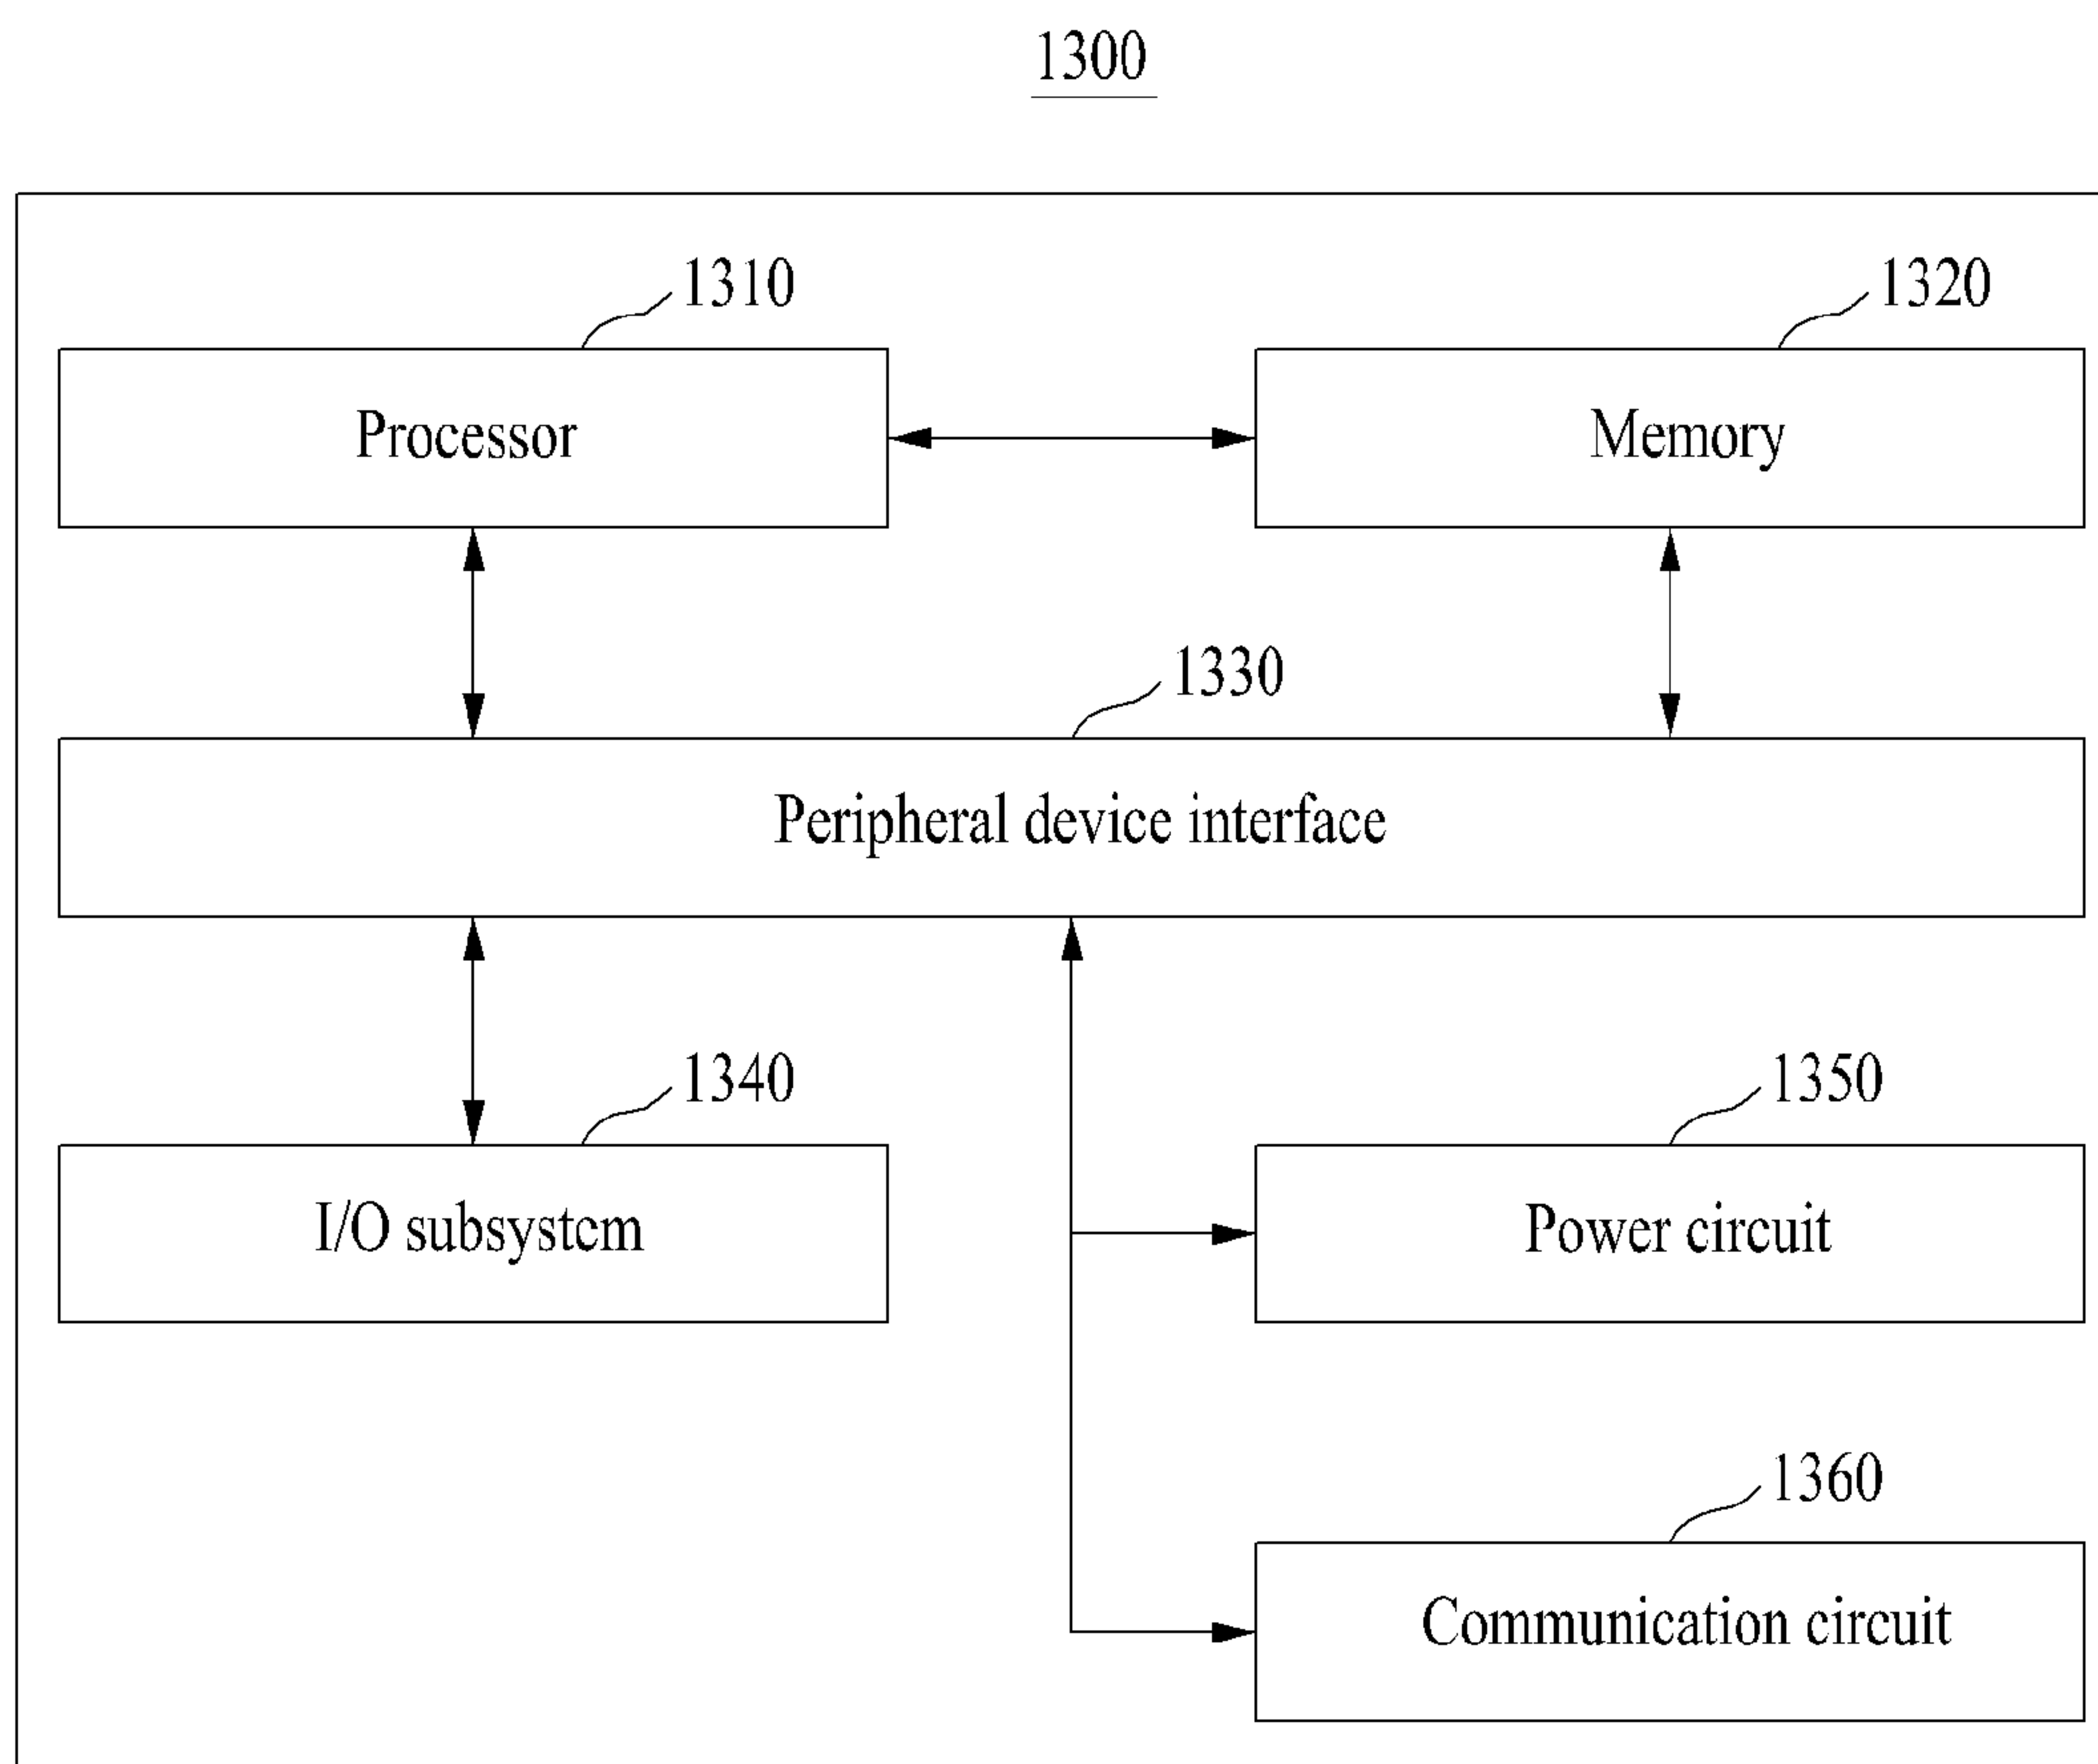 1300
1310
1320
Processor
Memory
1330
Peripheral device interface
1340
1350
I/O subsystem
Power circuit
1360
Communication circuit